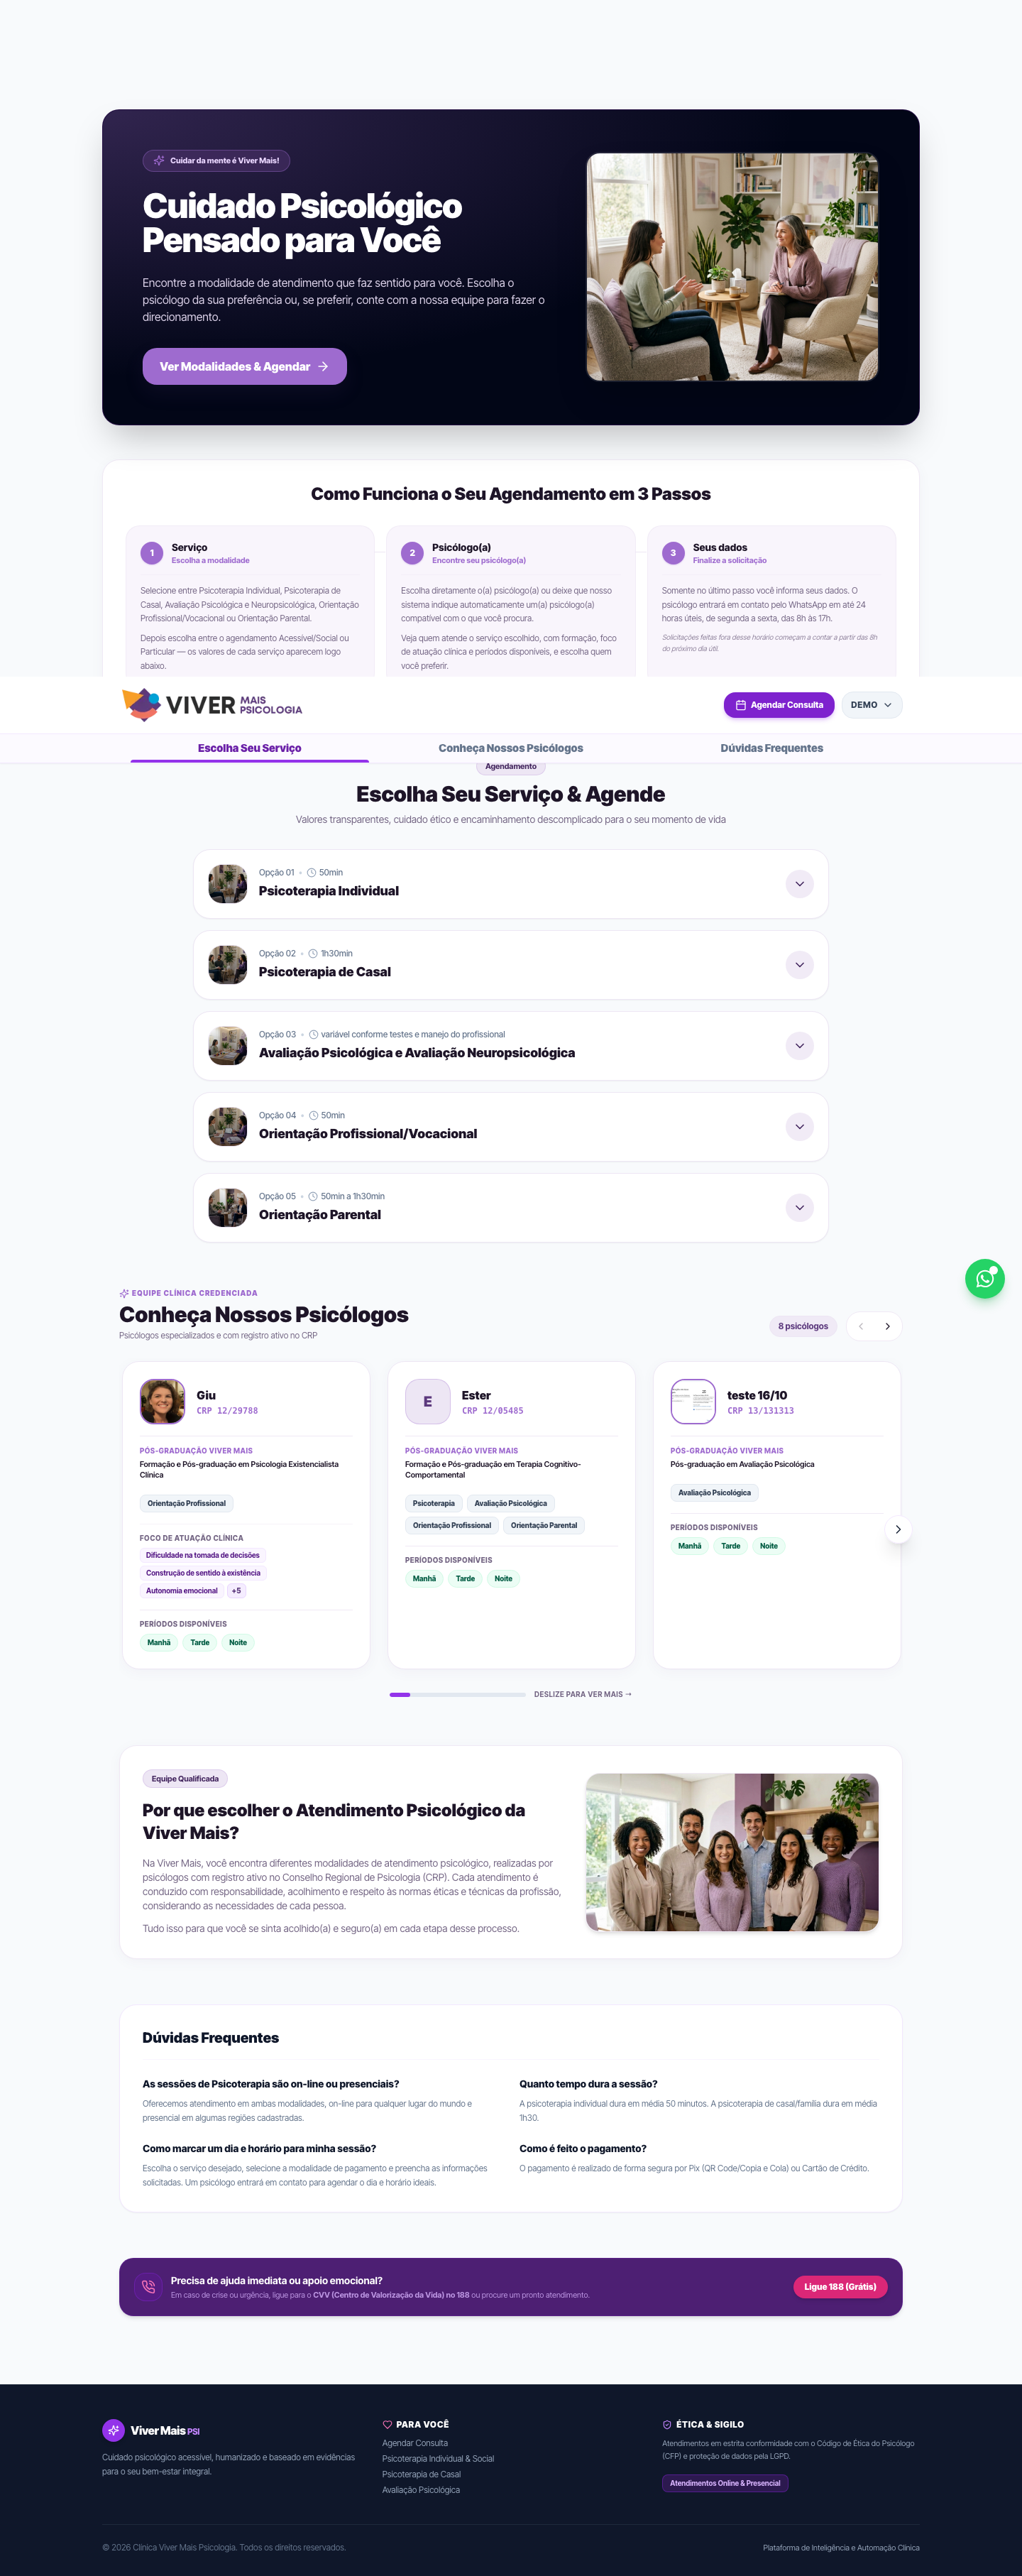 Cuidar da mente é Viver Mais!
Cuidado Psicológico
Pensado para Você
Encontre a modalidade de atendimento que faz sentido para você. Escolha o
psicólogo da sua preferência ou, se preferir, conte com a nossa equipe para fazer o
direcionamento.
Ver Modalidades & Agendar
Como Funciona o Seu Agendamento em 3 Passos
1
Serviço
Escolha a modalidade
Selecione entre Psicoterapia Individual, Psicoterapia de
Casal, Avaliação Psicológica e Neuropsicológica, Orientação
Profissional/Vocacional ou Orientação Parental.
Depois escolha entre o agendamento Acessível/Social ou
Particular — os valores de cada serviço aparecem logo
abaixo.
2
Psicólogo(a)
Encontre seu psicólogo(a)
Escolha diretamente o(a) psicólogo(a) ou deixe que nosso
sistema indique automaticamente um(a) psicólogo(a)
compatível com o que você procura.
Veja quem atende o serviço escolhido, com formação, foco
de atuação clínica e períodos disponíveis, e escolha quem
você preferir.
3
Seus dados
Finalize a solicitação
Somente no último passo você informa seus dados. O
psicólogo entrará em contato pelo WhatsApp em até 24
horas úteis, de segunda a sexta, das 8h às 17h.
Solicitações feitas fora desse horário começam a contar a partir das 8h
do próximo dia útil.
VIVER MAIS
PSICOLOGIA
Agendar Consulta
DEMO
Escolha Seu Serviço
Conheça Nossos Psicólogos
Dúvidas Frequentes
Agendamento
Escolha Seu Serviço & Agende
Valores transparentes, cuidado ético e encaminhamento descomplicado para o seu momento de vida
Opção 01 • 50min
Psicoterapia Individual
Opção 02 • 1h30min
Psicoterapia de Casal
Opção 03 • variável conforme testes e manejo do profissional
Avaliação Psicológica e Avaliação Neuropsicológica
Opção 04 • 50min
Orientação Profissional/Vocacional
Opção 05 • 50min a 1h30min
Orientação Parental
EQUIPE CLÍNICA CREDENCIADA
Conheça Nossos Psicólogos
Psicólogos especializados e com registro ativo no CRP
8 psicólogos
Giu
CRP 12/29788
PÓS-GRADUAÇÃO VIVER MAIS
Formação e Pós-graduação em Psicologia Existencialista
Clínica
Orientação Profissional
FOCO DE ATUAÇÃO CLÍNICA
Dificuldade na tomada de decisões
Construção de sentido à existência
Autonomia emocional +5
PERÍODOS DISPONÍVEIS
Manhã Tarde Noite
E
Ester
CRP 12/05485
PÓS-GRADUAÇÃO VIVER MAIS
Formação e Pós-graduação em Terapia Cognitivo-
Comportamental
Psicoterapia Avaliação Psicológica
Orientação Profissional Orientação Parental
PERÍODOS DISPONÍVEIS
Manhã Tarde Noite
teste 16/10
CRP 13/131313
PÓS-GRADUAÇÃO VIVER MAIS
Pós-graduação em Avaliação Psicológica
Avaliação Psicológica
PERÍODOS DISPONÍVEIS
Manhã Tarde Noite
DESLIZE PARA VER MAIS →
Equipe Qualificada
Por que escolher o Atendimento Psicológico da
Viver Mais?
Na Viver Mais, você encontra diferentes modalidades de atendimento psicológico, realizadas por
psicólogos com registro ativo no Conselho Regional de Psicologia (CRP). Cada atendimento é
conduzido com responsabilidade, acolhimento e respeito às normas éticas e técnicas da profissão,
considerando as necessidades de cada pessoa.
Tudo isso para que você se sinta acolhido(a) e seguro(a) em cada etapa desse processo.
Dúvidas Frequentes
As sessões de Psicoterapia são on-line ou presenciais?
Oferecemos atendimento em ambas modalidades, on-line para qualquer lugar do mundo e
presencial em algumas regiões cadastradas.
Quanto tempo dura a sessão?
A psicoterapia individual dura em média 50 minutos. A psicoterapia de casal/família dura em média
1h30.
Como marcar um dia e horário para minha sessão?
Escolha o serviço desejado, selecione a modalidade de pagamento e preencha as informações
solicitadas. Um psicólogo entrará em contato para agendar o dia e horário ideais.
Como é feito o pagamento?
O pagamento é realizado de forma segura por Pix (QR Code/Copia e Cola) ou Cartão de Crédito.
Precisa de ajuda imediata ou apoio emocional?
Em caso de crise ou urgência, ligue para o CVV (Centro de Valorização da Vida) no 188 ou procure um pronto atendimento.
Ligue 188 (Grátis)
Viver Mais PSI
Cuidado psicológico acessível, humanizado e baseado em evidências
para o seu bem-estar integral.
PARA VOCÊ
Agendar Consulta
Psicoterapia Individual & Social
Psicoterapia de Casal
Avaliação Psicológica
ÉTICA & SIGILO
Atendimentos em estrita conformidade com o Código de Ética do Psicólogo
(CFP) e proteção de dados pela LGPD.
Atendimentos Online & Presencial
© 2026 Clínica Viver Mais Psicologia. Todos os direitos reservados.
Plataforma de Inteligência e Automação Clínica